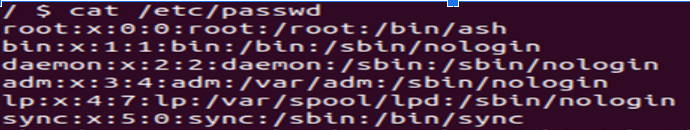 / $ cat /etc/passwd
root:x:0:0:root:/root:/bin/ash
bin:x:1:1:bin:/bin:/sbin/nologin
daemon:x:2:2:daemon:/sbin:/sbin/nologin
adm:x:3:4:adm:/var/adm:/sbin/nologin
lp:x:4:7:lp:/var/spool/lpd:/sbin/nologin
sync:x:5:0:sync:/sbin:/bin/sync